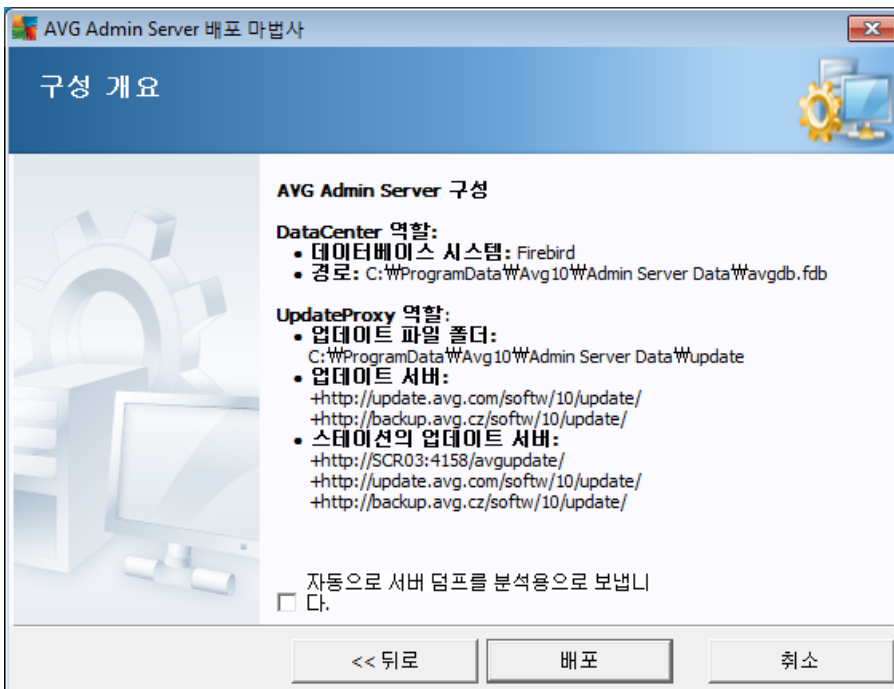 AVG Admin Server 배포 마법사
구성 개요
AVG Admin Server 구성
DataCenter 역할:
• 데이터베이스 시스템: Firebird
• 경로: C:₩ProgramData₩Avg10₩Admin Server Data₩avgdb.fdb
UpdateProxy 역할:
• 업데이트 파일 폴더:
C:₩ProgramData₩Avg10₩Admin Server Data₩update
• 업데이트 서버:
+http://update.avg.com/softw/10/update/
+http://backup.avg.cz/softw/10/update/
• 스테이션의 업데이트 서버:
+http://SCR03:4158/avgupdate/
+http://update.avg.com/softw/10/update/
+http://backup.avg.cz/softw/10/update/
자동으로 서버 덤프를 분석용으로 보냅니
다.
<< 뒤로
배포
취소